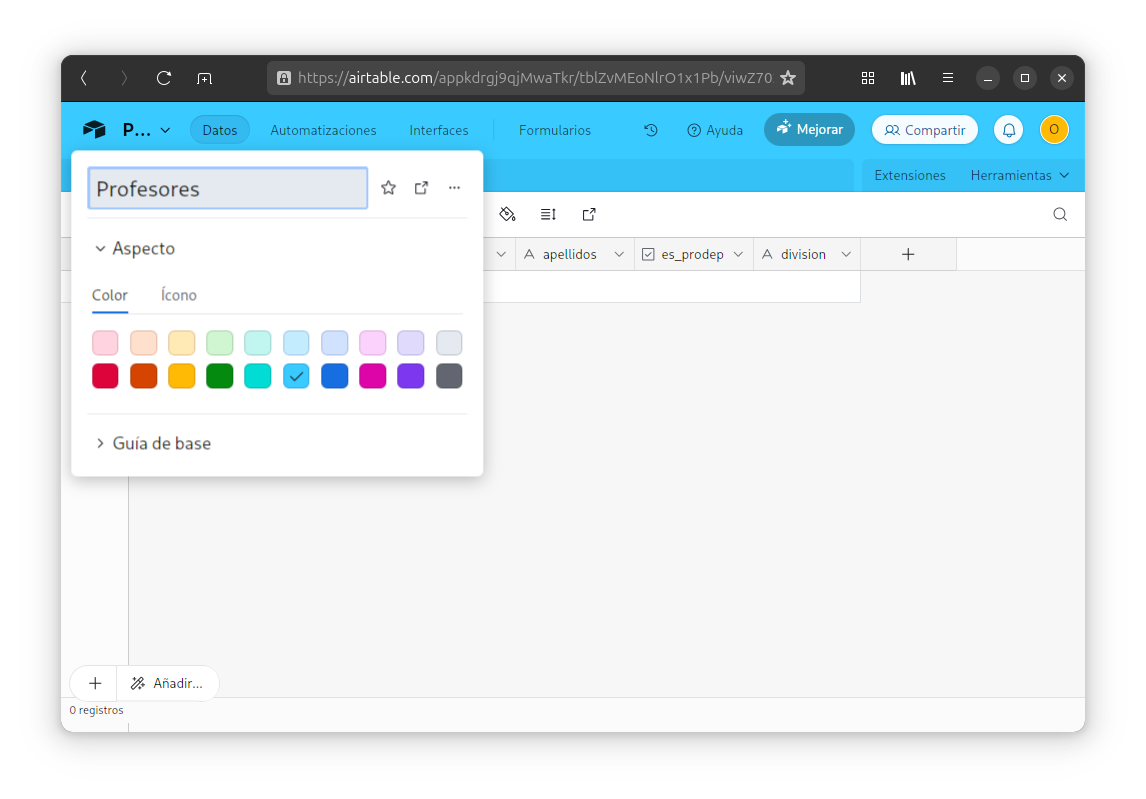 https://airtable.com/appkdrgj9qjMwaTkr/tblZvMEoNlrO1x1Pb/viwZ70
P... Datos Automatizaciones Interfaces Formularios Ayuda Mejorar Compartir O
Extensiones Herramientas
Profesores
Aspecto
Color Ícono
Guía de base
apellidos es_prodep division
Añadir...
0 registros